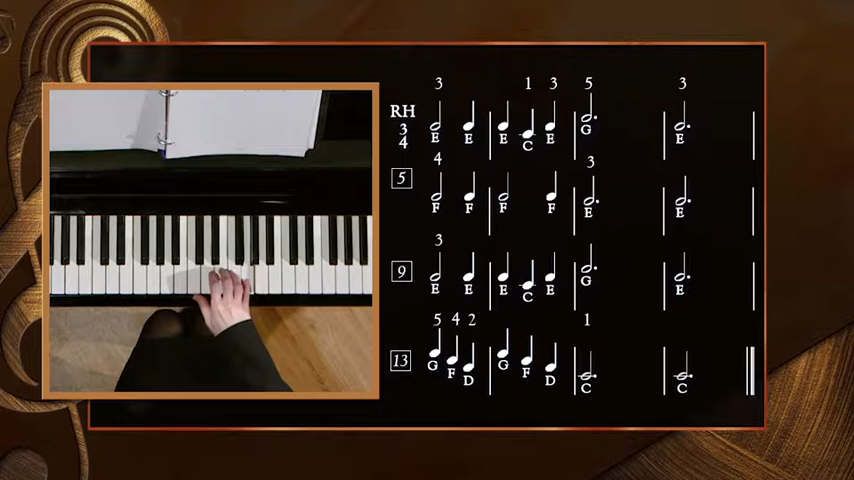 3 1 3 5 3
RH
3
4
E E E C E G E
5
4 3
F F F F E E
9
3
E E E C E G E
13
5 4 2 1
G F D G F D C C